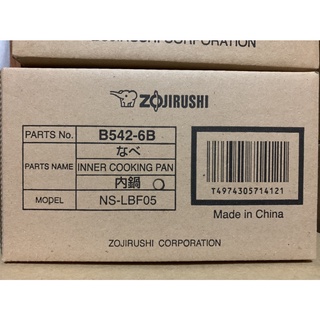 ZOJIRUSHI CORPORATION
ZOJIRUSHI
PARTS No. B542-6B
なべ
PARTS NAME INNER COOKING PAN
内鍋
MODEL NS-LBF05
T4974305714121
Made in China
ZOJIRUSHI CORPORATION